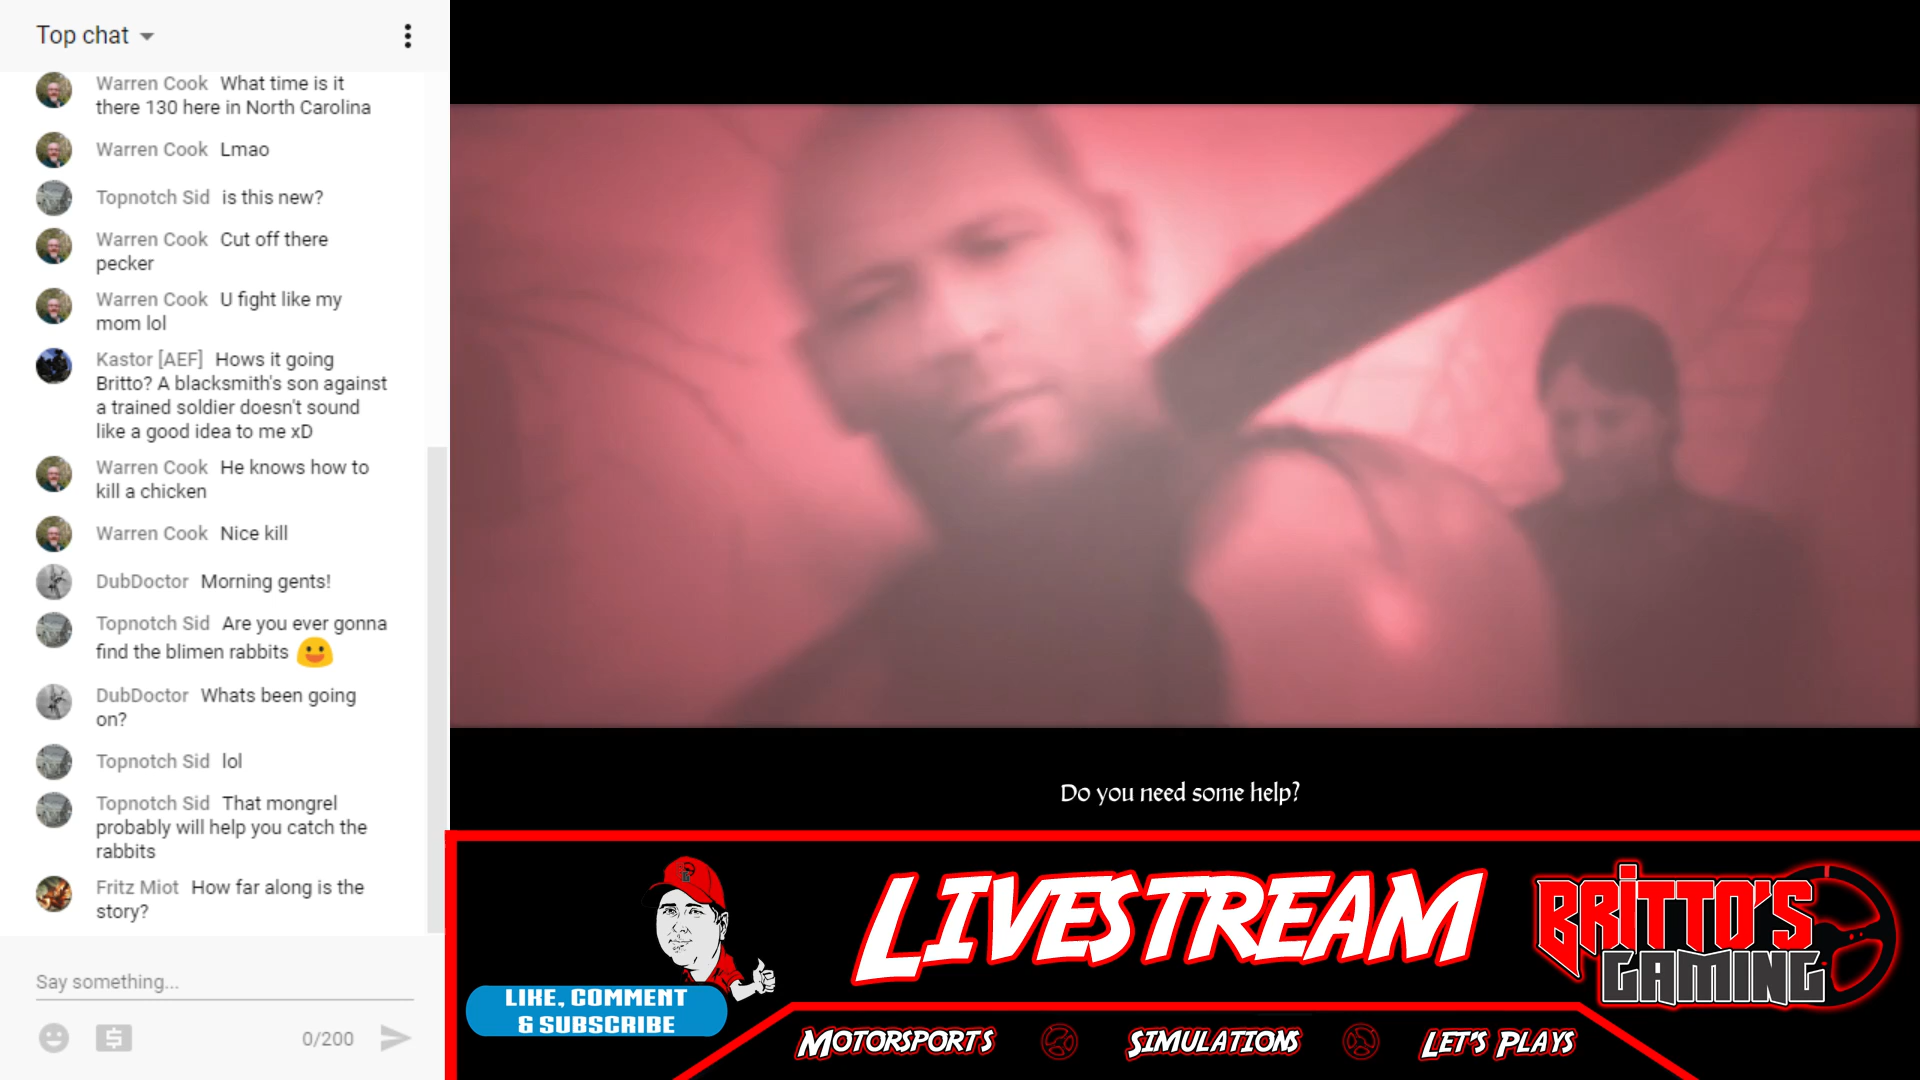 Top chat
Warren Cook What time is it
there 130 here in North Carolina
Warren Cook Lmao
Topnotch Sid is this new?
Warren Cook Cut off there
pecker
Warren Cook U fight like my
mom lol
Kastor [AEF] Hows it going
Britto? A blacksmith's son against
a trained soldier doesn't sound
like a good idea to me xD
Warren Cook He knows how to
kill a chicken
Warren Cook Nice kill
DubDoctor Morning gents!
Topnotch Sid Are you ever gonna
find the blimen rabbits
DubDoctor Whats been going
on?
Topnotch Sid lol
Topnotch Sid That mongrel
probably will help you catch the
rabbits
Fritz Miot How far along is the
story?
Say something...
0/200
Do you need some help?
LIKE, COMMENT
& SUBSCRIBE
LIVESTREAM
BRITTO'S
GAMING
MOTORSPORTS
SIMULATIONS
LET'S PLAYS